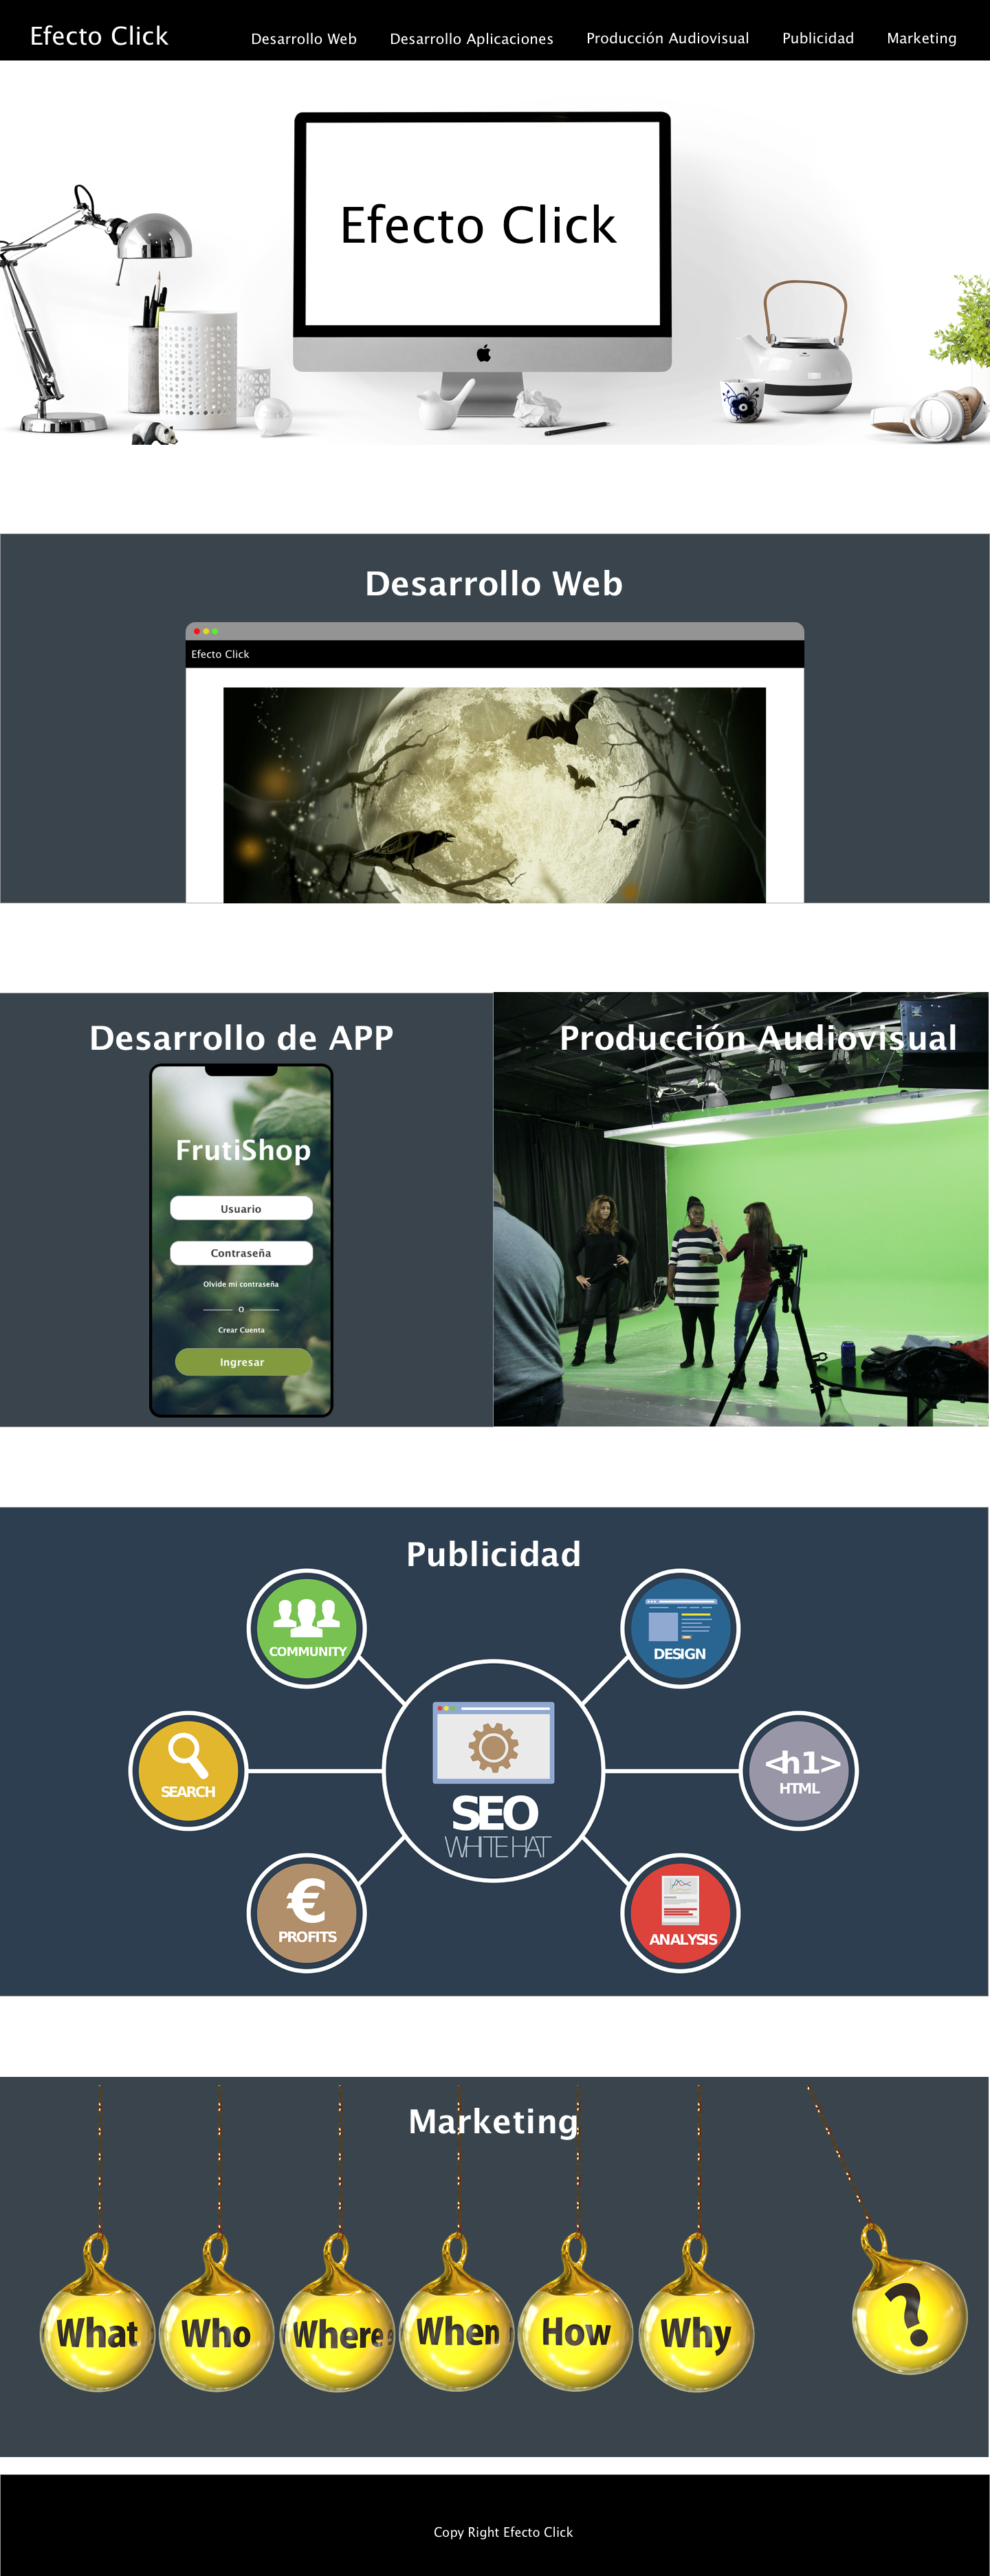 Efecto Click
Desarrollo Web
Desarrollo Aplicaciones
Producción Audiovisual
Publicidad
Marketing
Efecto Click
Desarrollo Web
Efecto Click
Desarrollo de APP
Producción Audiovisual
FrutiShop
Usuario
Contraseña
Olvide mi contraseña
O
Crear Cuenta
Ingresar
Publicidad
COMMUNITY
DESIGN
SEARCH
<h1>
HTML
SEO
WHITE HAT
€
PROFITS
ANALYSIS
Marketing
What
Who
Where
When
How
Why
?
Copy Right Efecto Click